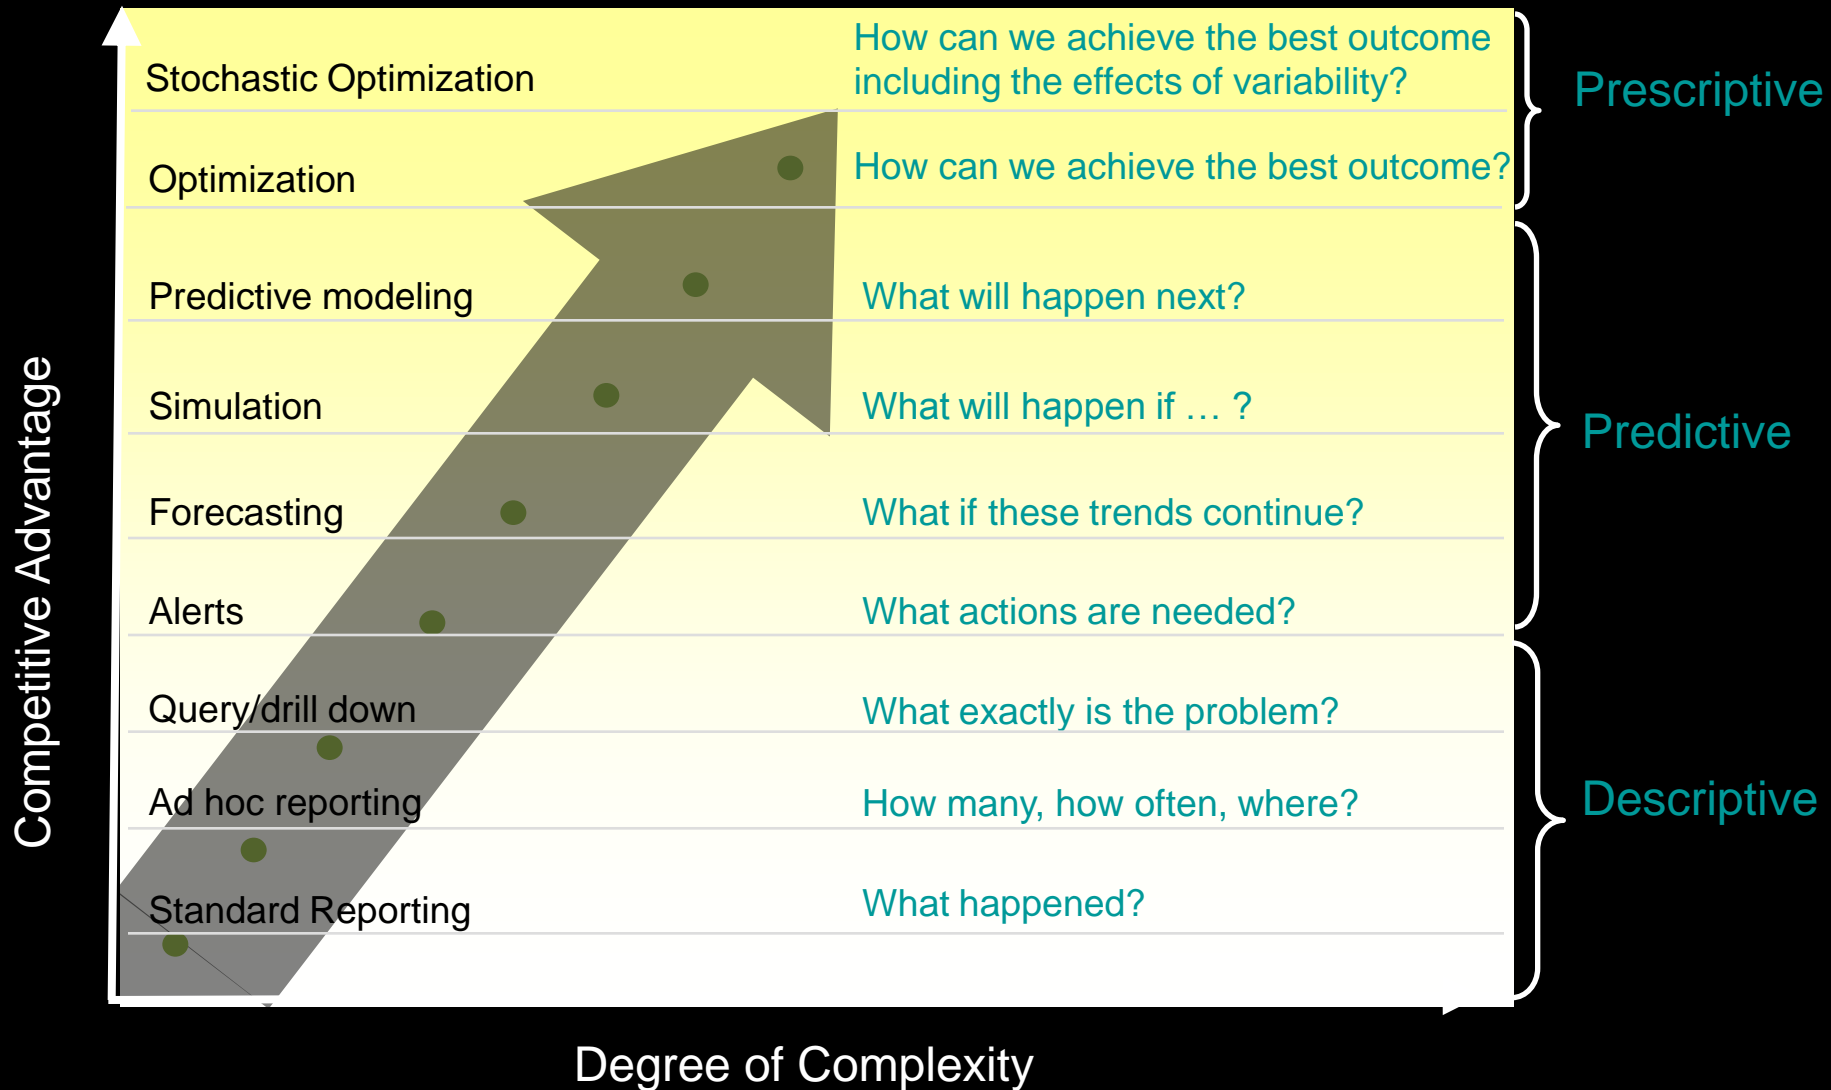 Competitive Advantage
Stochastic Optimization
How can we achieve the best outcome
including the effects of variability?
Prescriptive
Optimization
How can we achieve the best outcome?
Predictive modeling
What will happen next?
Simulation
What will happen if … ?
Predictive
Forecasting
What if these trends continue?
Alerts
What actions are needed?
Query/drill down
What exactly is the problem?
Ad hoc reporting
How many, how often, where?
Descriptive
Standard Reporting
What happened?
Degree of Complexity